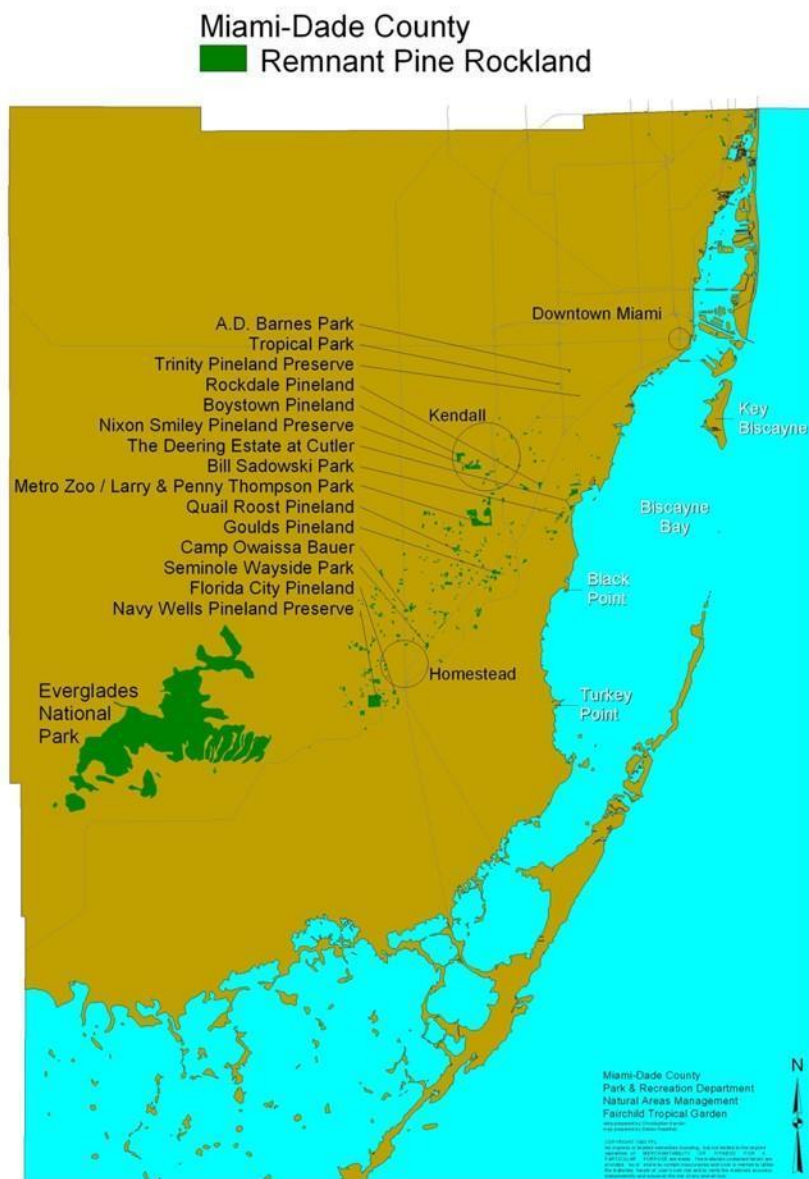 Miami-Dade County
Remnant Pine Rockland
Downtown Miami
A.D. Barnes Park
Tropical Park
Trinity Pineland Preserve
Rockdale Pineland
Boystown Pineland
Nixon Smiley Pineland Preserve
The Deering Estate at Cutler
Bill Sadowski Park
Metro Zoo / Larry & Penny Thompson Park
Quail Roost Pineland
Goulds Pineland
Camp Owaissa Bauer
Seminole Wayside Park
Florida City Pineland
Navy Wells Pineland Preserve
Kendall
Key
Biscayne
Biscayne
Bay
Black
Point
Homestead
Everglades
National
Park
Turkey
Point
N
Miami-Dade County
Park & Recreation Department
Natural Areas Management
Fairchild Tropical Garden